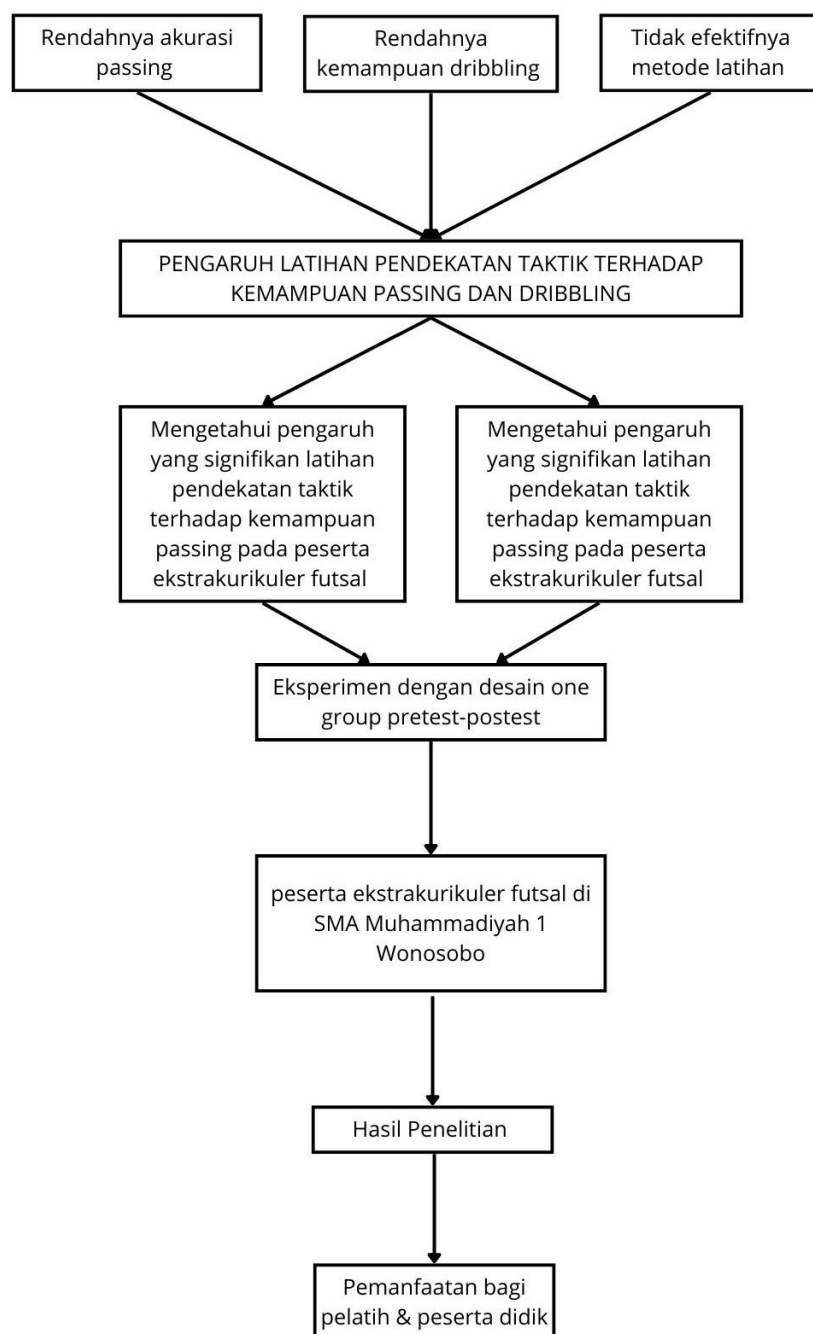 Rendahnya akurasi
passing
Rendahnya
kemampuan dribbling
Tidak efektifnya
metode latihan
PENGARUH LATIHAN PENDEKATAN TAKTIK TERHADAP
KEMAMPUAN PASSING DAN DRIBBLING
Mengetahui pengaruh
yang signifikan latihan
pendekatan taktik
terhadap kemampuan
passing pada peserta
ekstrakurikuler futsal
Mengetahui pengaruh
yang signifikan latihan
pendekatan taktik
terhadap kemampuan
passing pada peserta
ekstrakurikuler futsal
Eksperimen dengan desain one
group pretest-postest
peserta ekstrakurikuler futsal di
SMA Muhammadiyah 1
Wonosobo
Hasil Penelitian
Pemanfaatan bagi
pelatih & peserta didik